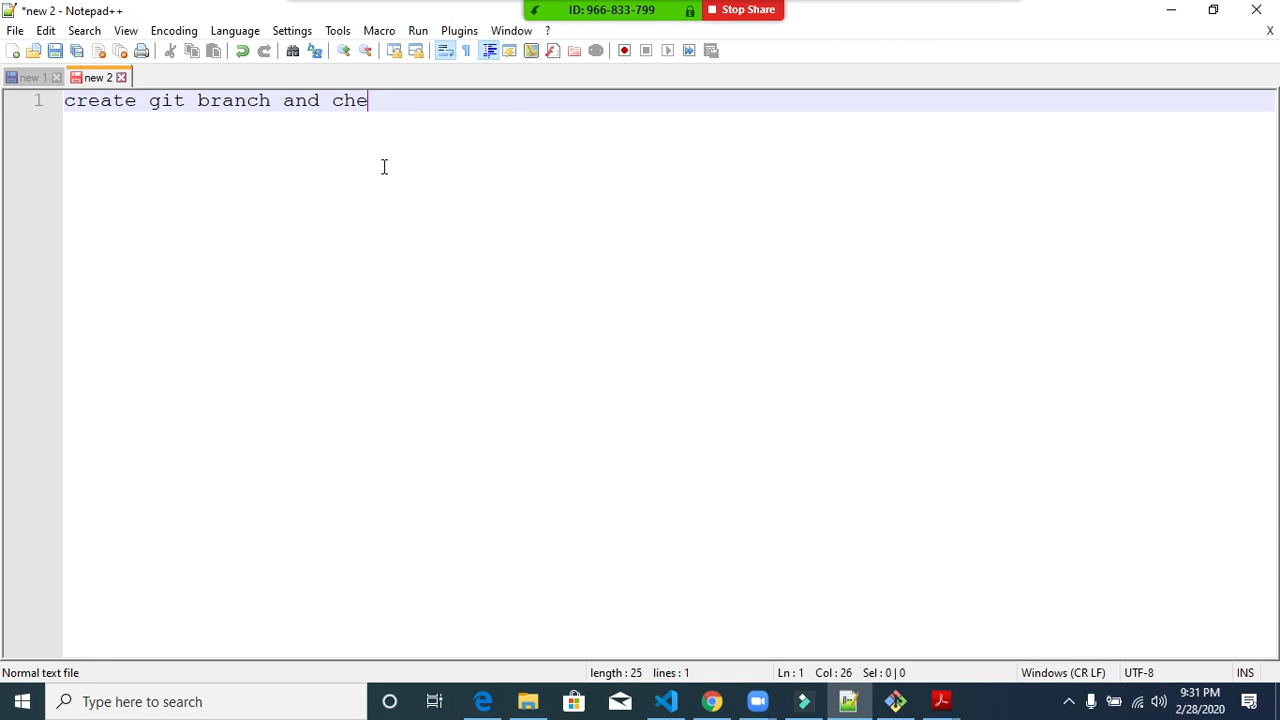 *new 2 - Notepad++
ID: 966-833-799
Stop Share
File Edit Search View Encoding Language Settings Tools Macro Run Plugins Window ?
X
new 1
new 2
1
create git branch and che
Normal text file
length : 25 lines : 1
Ln : 1 Col : 26 Sel : 0 | 0
Windows (CR LF)
UTF-8
INS
Type here to search
9:31 PM
2/28/2020